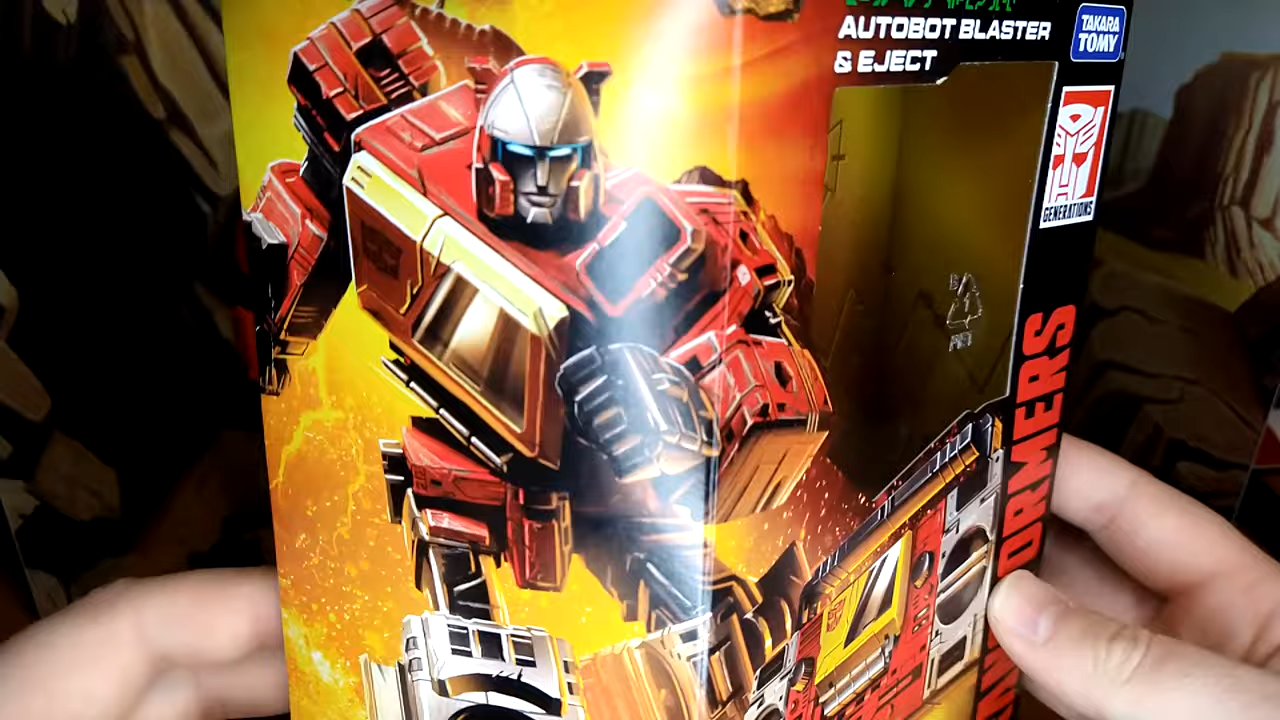 AUTOBOT BLASTER
& EJECT
TAKARA
TOMY
GENERATIONS
ORMERS